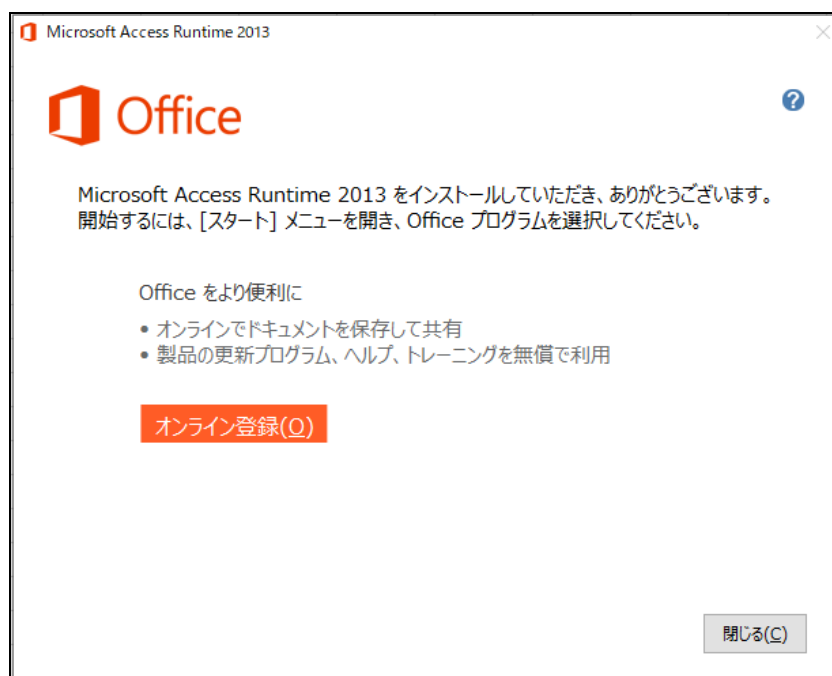 Microsoft Access Runtime 2013
Office
?
Microsoft Access Runtime 2013 をインストールしていただき、ありがとうございます。
開始するには、[スタート] メニューを開き、Office プログラムを選択してください。
Office をより便利に
• オンラインでドキュメントを保存して共有
• 製品の更新プログラム、ヘルプ、トレーニングを無償で利用
オンライン登録(O)
閉じる(C)